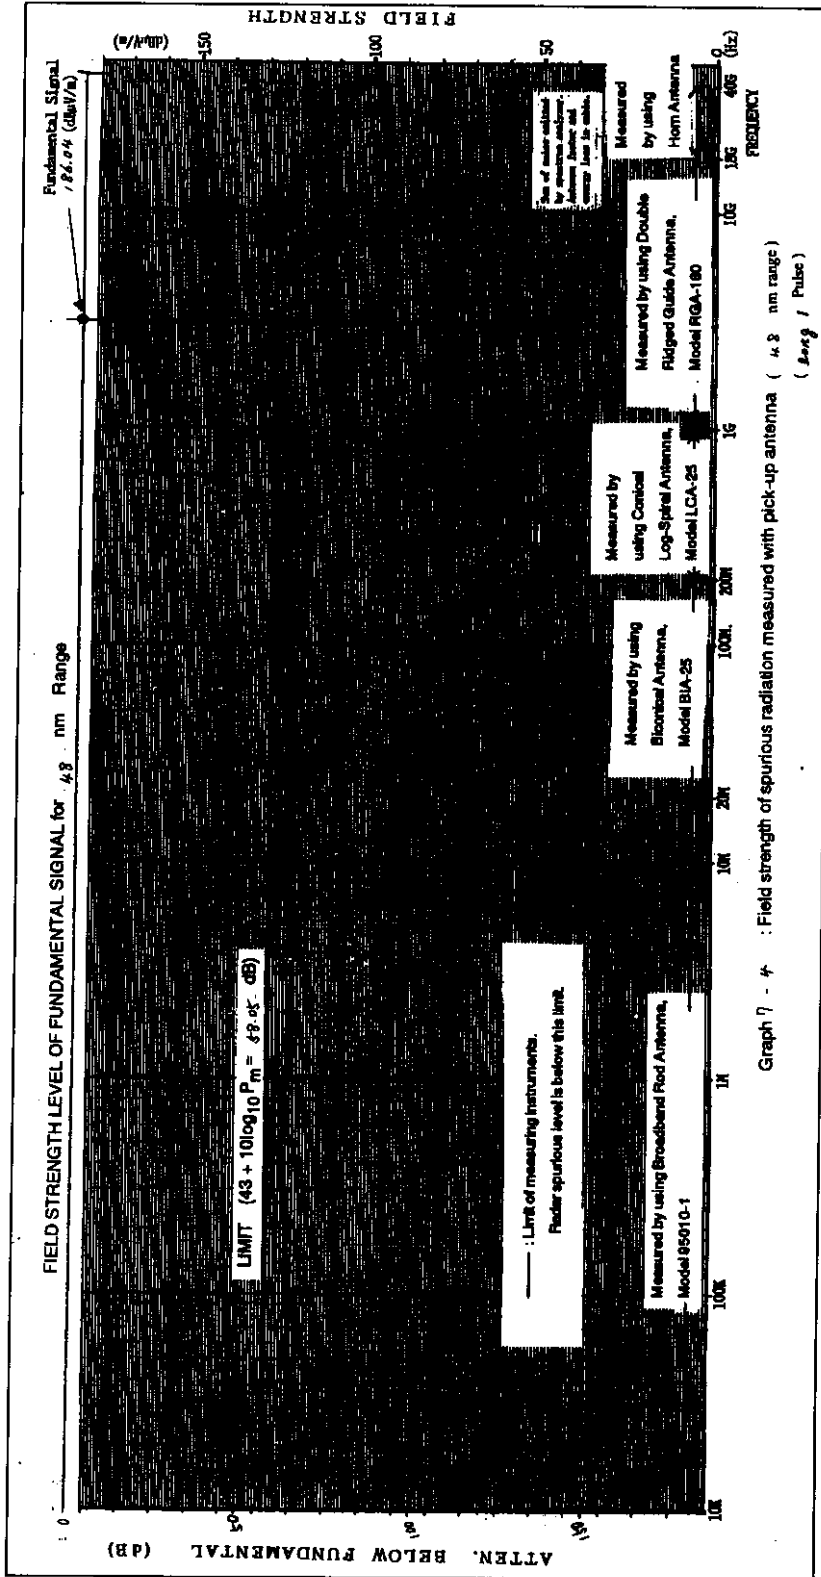 FIELD STRENGTH LEVEL OF FUNDAMENTAL SIGNAL for 48 nm Range
Fundamental Signal
186.04 (dBμV/m)
ATTEN. BELOW FUNDAMENTAL (dB)
0
50
100
150
(dBμV/m)
150
100
50
0
FIELD STRENGTH
LIMIT (43 + 10log10 Pm = 68.05 dB)
: Limit of measuring instruments.
Radar spurious level is below this limit.
Measured by using Broadband Rod Antenna,
Model 95010-1
Measured by using
Biconical Antenna,
Model BIA-25
Measured by
using Conical
Log-Spiral Antenna,
Model LCA-25
Measured by using Double
Ridged Guide Antenna,
Model RGA-180
Measured
by using
Horn Antenna
10K
100K
1M
10M
20M
100M.
200M
1G
10G
18G
40G
(Hz)
FREQUENCY
Graph 7 - 4 : Field strength of spurious radiation measured with pick-up antenna ( 48 nm range )
( Long , Pulse )